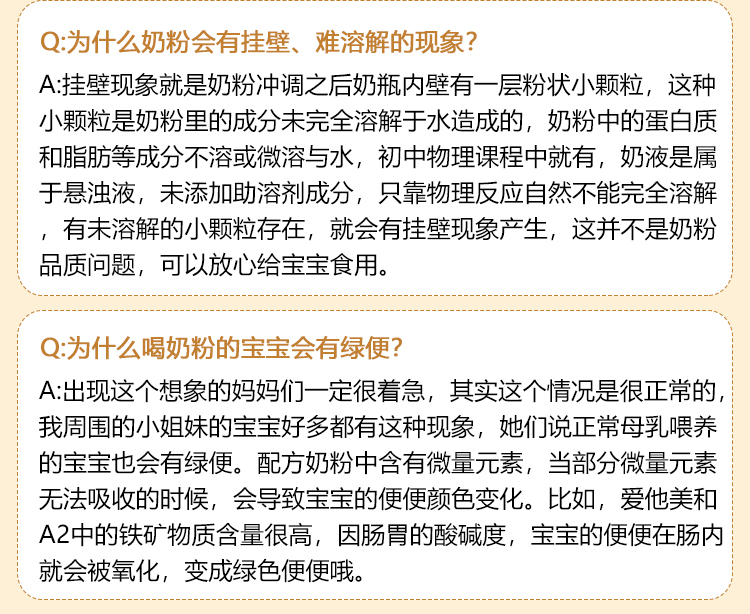 Q:为什么奶粉会有挂壁、难溶解的现象?
A:挂壁现象就是奶粉冲调之后奶瓶内壁有一层粉状小颗粒，这种
小颗粒是奶粉里的成分未完全溶解于水造成的，奶粉中的蛋白质
和脂肪等成分不溶或微溶与水，初中物理课程中就有，奶液是属
于悬浊液，未添加助溶剂成分，只靠物理反应自然不能完全溶解
，有未溶解的小颗粒存在，就会有挂壁现象产生，这并不是奶粉
品质问题，可以放心给宝宝食用。
Q:为什么喝奶粉的宝宝会有绿便?
A:出现这个想象的妈妈们一定很着急，其实这个情况是很正常的，
我周围的小姐妹的宝宝好多都有这种现象，她们说正常母乳喂养
的宝宝也会有绿便。配方奶粉中含有微量元素，当部分微量元素
无法吸收的时候，会导致宝宝的便便颜色变化。比如，爱他美和
A2中的铁矿物质含量很高，因肠胃的酸碱度，宝宝的便便在肠内
就会被氧化，变成绿色便便哦。